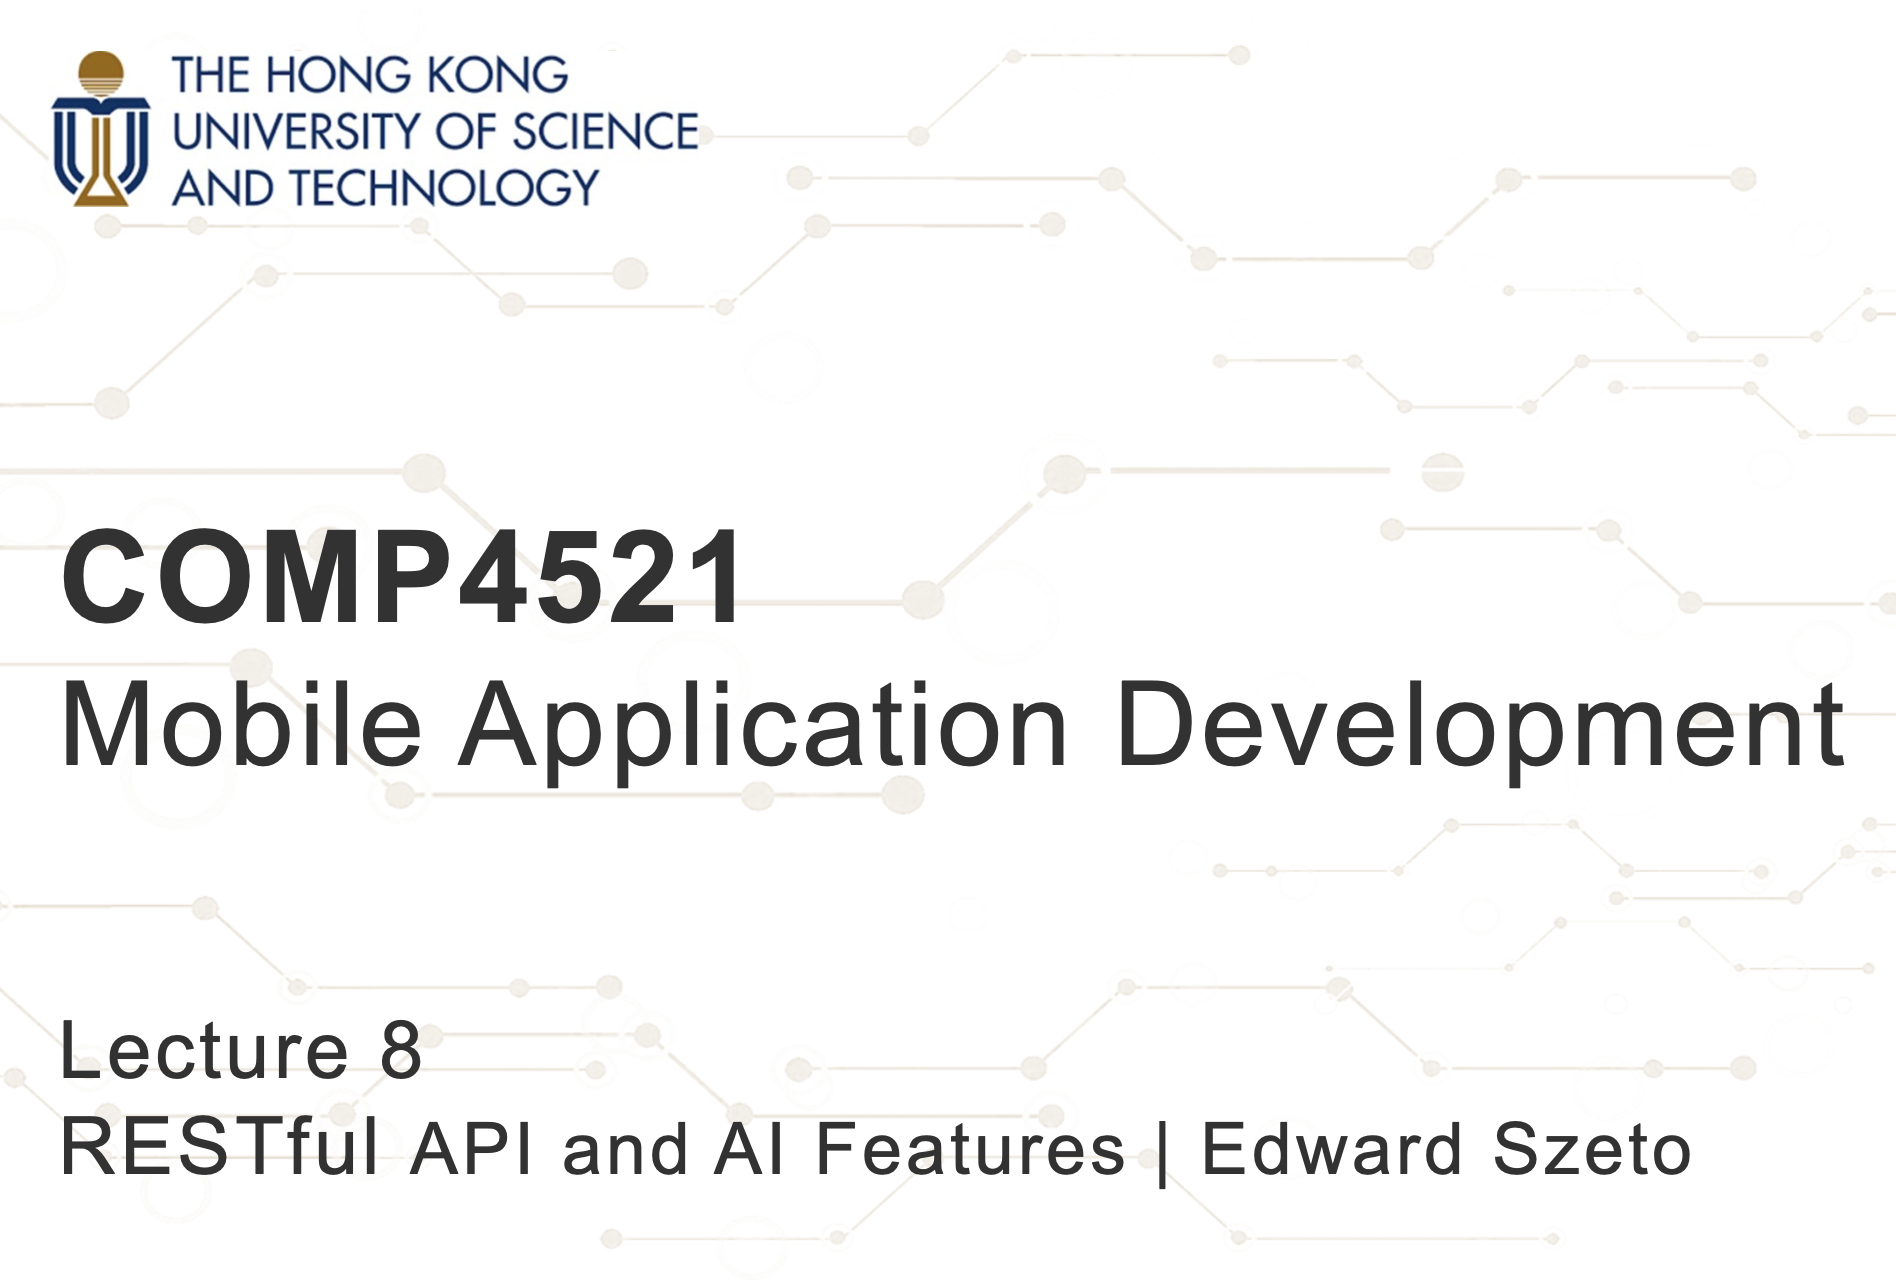 THE HONG KONG
UNIVERSITY OF SCIENCE
AND TECHNOLOGY
COMP4521
Mobile Application Development
Lecture 8
RESTful API and AI Features | Edward Szeto